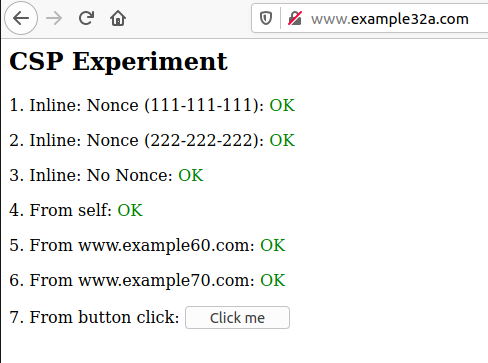 www.example32a.com
CSP Experiment
1. Inline: Nonce (111-111-111): OK
2. Inline: Nonce (222-222-222): OK
3. Inline: No Nonce: OK
4. From self: OK
5. From www.example60.com: OK
6. From www.example70.com: OK
7. From button click: Click me